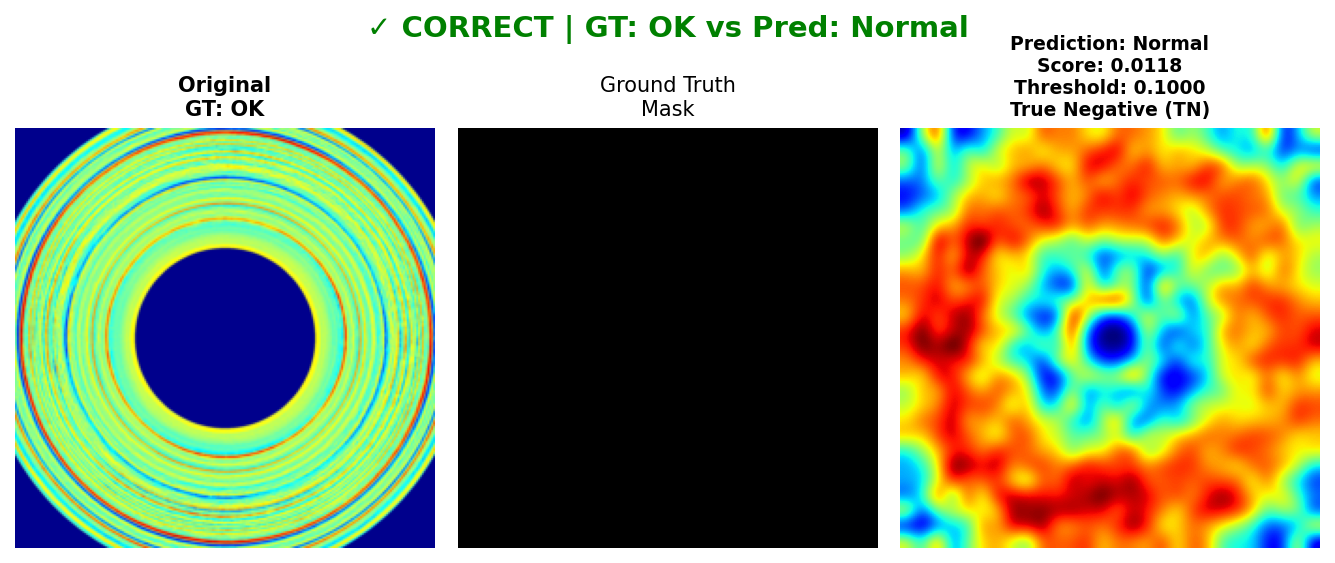 ✓ CORRECT | GT: OK vs Pred: Normal
Original
GT: OK
Ground Truth
Mask
Prediction: Normal
Score: 0.0118
Threshold: 0.1000
True Negative (TN)